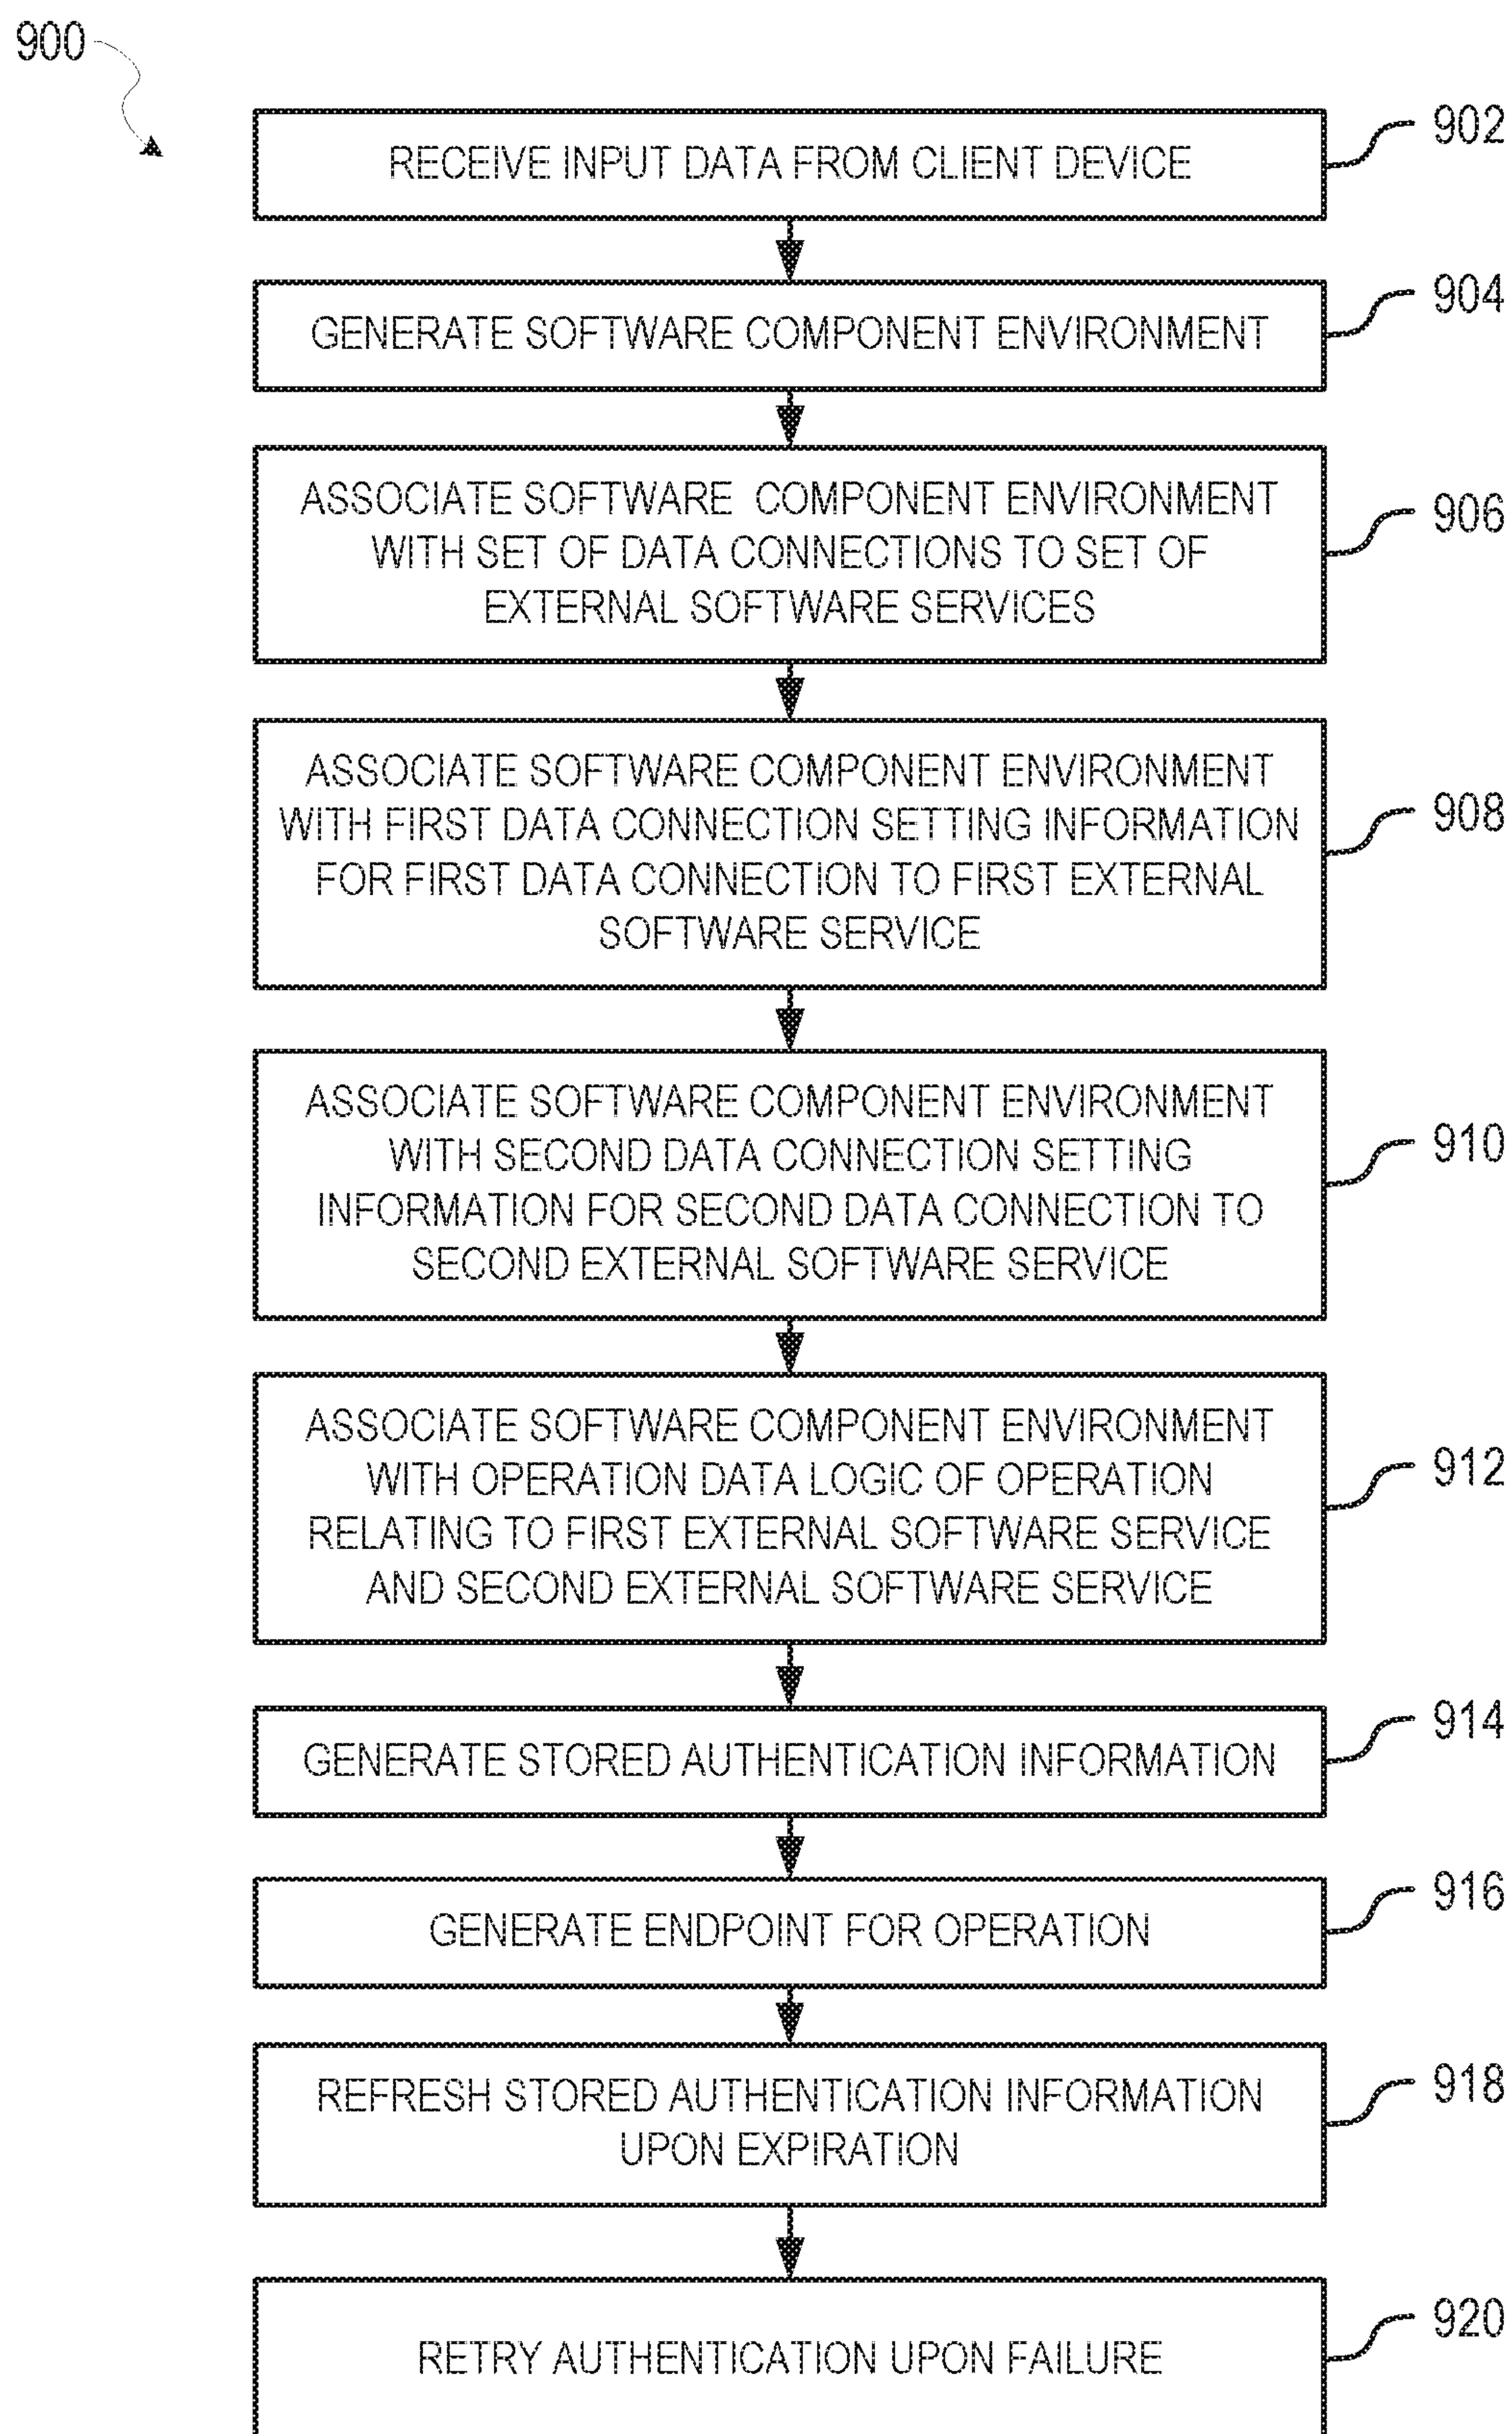 900
RECEIVE INPUT DATA FROM CLIENT DEVICE
902
GENERATE SOFTWARE COMPONENT ENVIRONMENT
904
ASSOCIATE SOFTWARE COMPONENT ENVIRONMENT
WITH SET OF DATA CONNECTIONS TO SET OF
EXTERNAL SOFTWARE SERVICES
906
ASSOCIATE SOFTWARE COMPONENT ENVIRONMENT
WITH FIRST DATA CONNECTION SETTING INFORMATION
FOR FIRST DATA CONNECTION TO FIRST EXTERNAL
SOFTWARE SERVICE
908
ASSOCIATE SOFTWARE COMPONENT ENVIRONMENT
WITH SECOND DATA CONNECTION SETTING
INFORMATION FOR SECOND DATA CONNECTION TO
SECOND EXTERNAL SOFTWARE SERVICE
910
ASSOCIATE SOFTWARE COMPONENT ENVIRONMENT
WITH OPERATION DATA LOGIC OF OPERATION
RELATING TO FIRST EXTERNAL SOFTWARE SERVICE
AND SECOND EXTERNAL SOFTWARE SERVICE
912
GENERATE STORED AUTHENTICATION INFORMATION
914
GENERATE ENDPOINT FOR OPERATION
916
REFRESH STORED AUTHENTICATION INFORMATION
UPON EXPIRATION
918
RETRY AUTHENTICATION UPON FAILURE
920